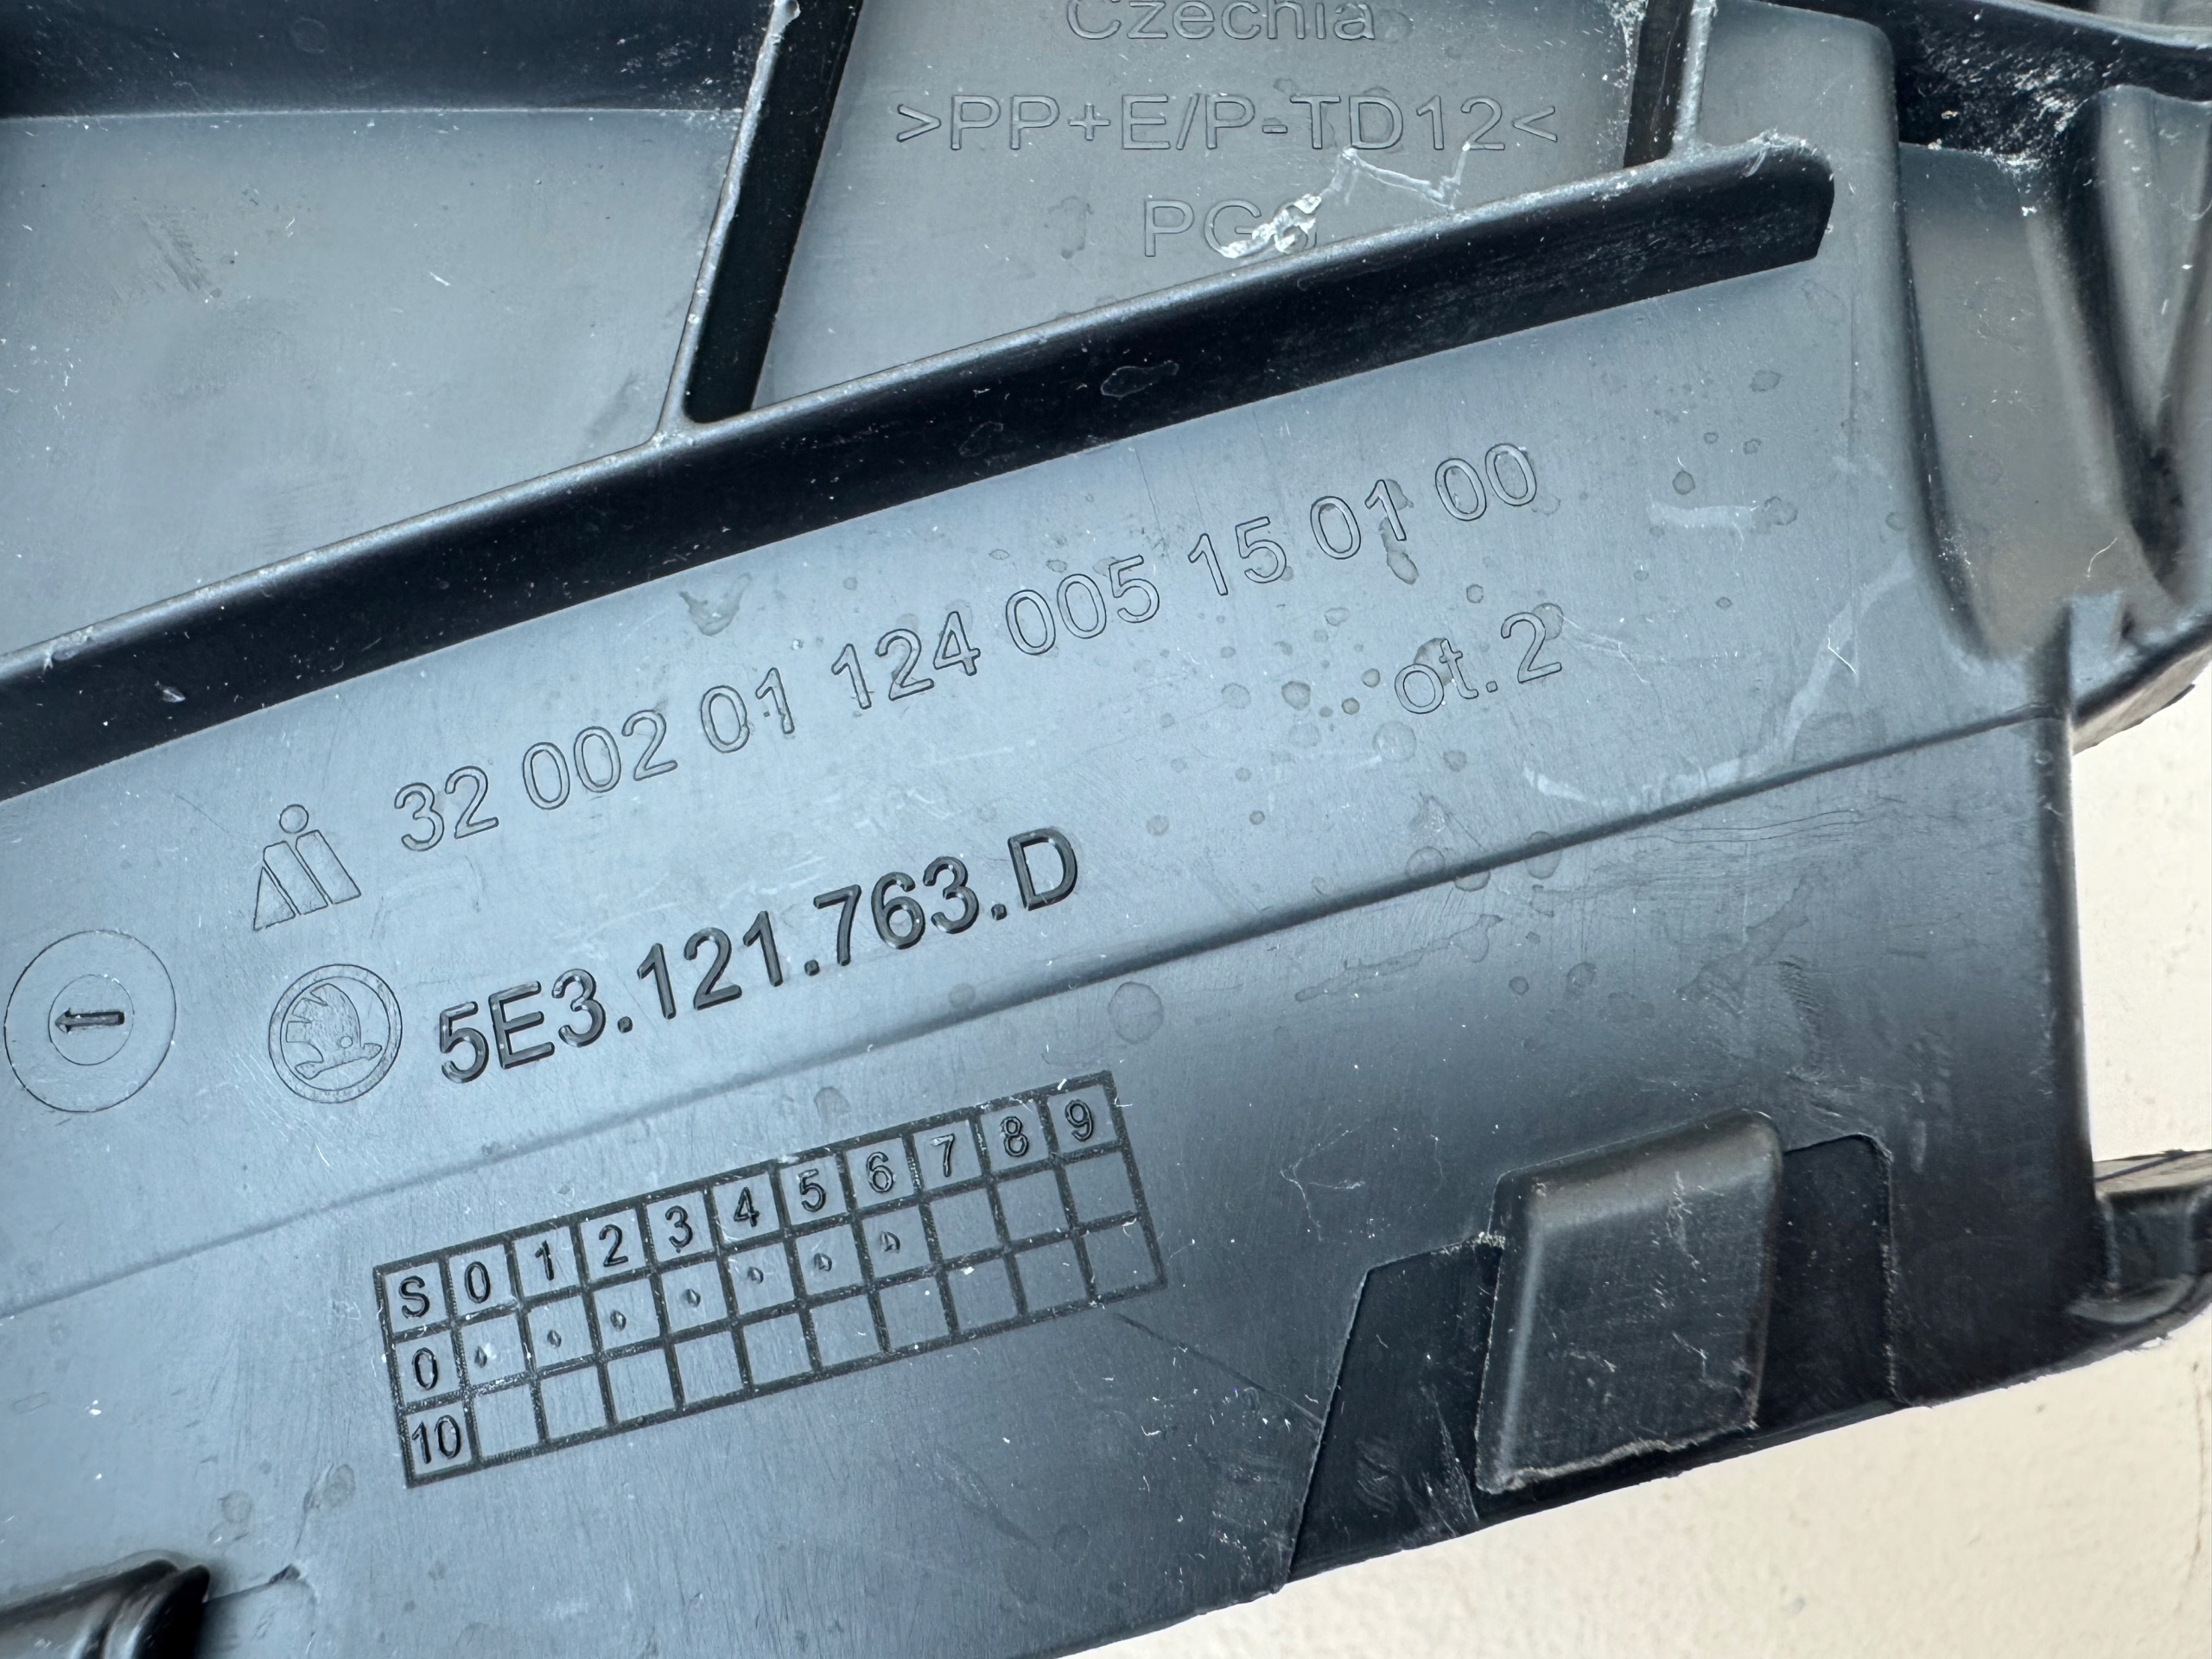 Czechia
>PP+E/P-TD12<
PG6
32 002 01 124 005 15 01 00
ot.2
5E3.121.763.D
S 0 1 2 3 4 5 6 7 8 9
0
10